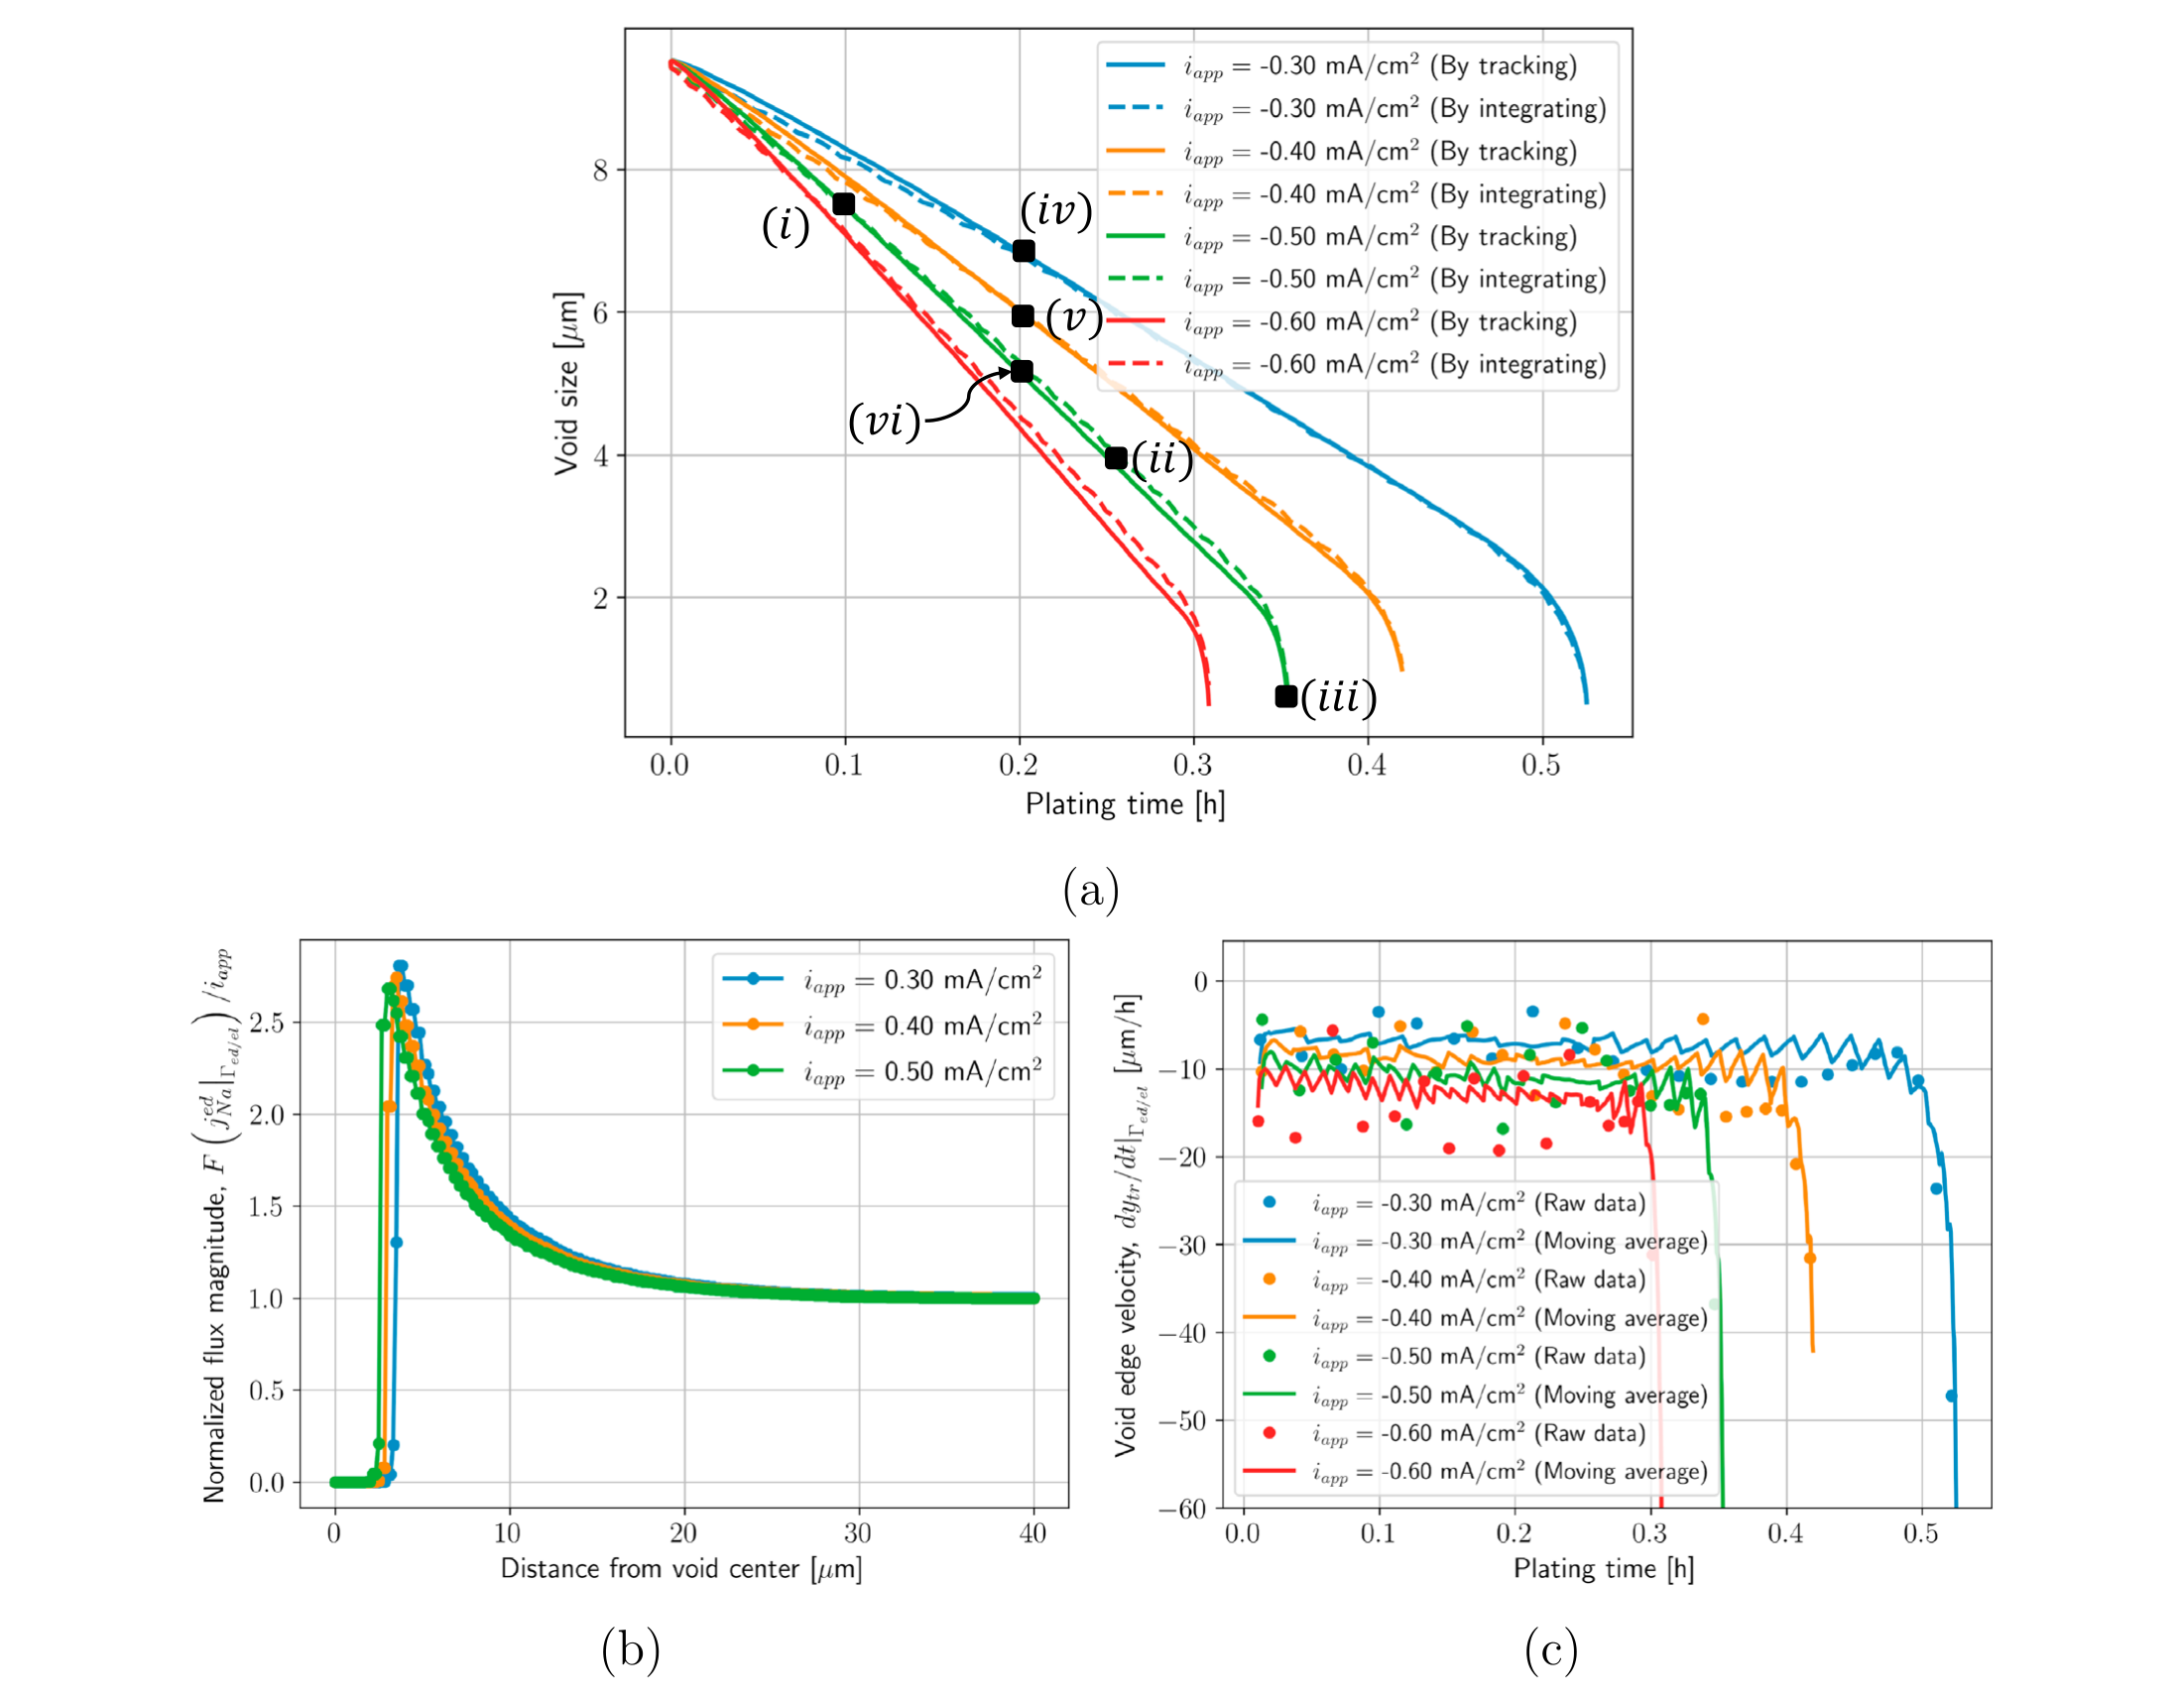 Void size [μm]
8
6
4
2
i_app = -0.30 mA/cm² (By tracking)
i_app = -0.30 mA/cm² (By integrating)
i_app = -0.40 mA/cm² (By tracking)
i_app = -0.40 mA/cm² (By integrating)
i_app = -0.50 mA/cm² (By tracking)
i_app = -0.50 mA/cm² (By integrating)
i_app = -0.60 mA/cm² (By tracking)
i_app = -0.60 mA/cm² (By integrating)
(i)
(iv)
(v)
(vi)
(ii)
(iii)
0.0 0.1 0.2 0.3 0.4 0.5
Plating time [h]
(a)
Normalized flux magnitude, F (j_Na^ed|_Γed/el) /i_app
2.5
2.0
1.5
1.0
0.5
0.0
i_app = 0.30 mA/cm²
i_app = 0.40 mA/cm²
i_app = 0.50 mA/cm²
0 10 20 30 40
Distance from void center [μm]
(b)
Void edge velocity, dy_tr/dt|_Γed/el [μm/h]
0
−10
−20
−30
−40
−50
−60
i_app = -0.30 mA/cm² (Raw data)
i_app = -0.30 mA/cm² (Moving average)
i_app = -0.40 mA/cm² (Raw data)
i_app = -0.40 mA/cm² (Moving average)
i_app = -0.50 mA/cm² (Raw data)
i_app = -0.50 mA/cm² (Moving average)
i_app = -0.60 mA/cm² (Raw data)
i_app = -0.60 mA/cm² (Moving average)
0.0 0.1 0.2 0.3 0.4 0.5
Plating time [h]
(c)